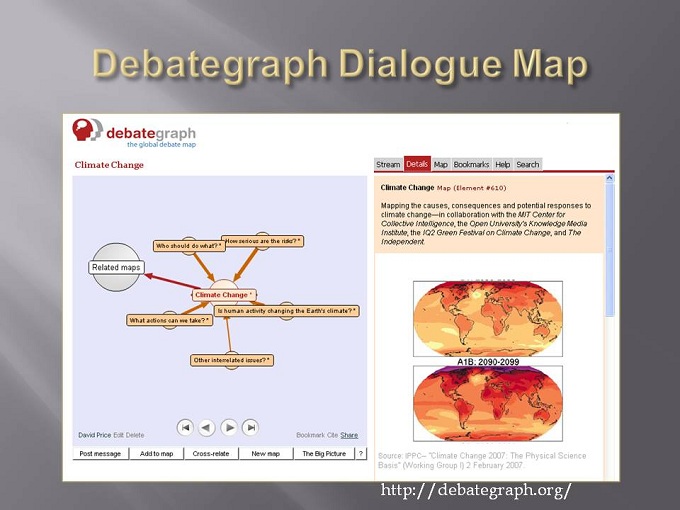 Debategraph Dialogue Map
debategraph
the global debate map
Climate Change
Who should do what? *
How serious are the risks? *
Related maps
Climate Change *
Is human activity changing the Earth's climate? *
What actions can we take? *
Other interrelated issues? *
David Price Edit Delete
Bookmark Cite Share
Post message
Add to map
Cross-relate
New map
The Big Picture
?
Stream Details Map Bookmarks Help Search
Climate Change Map (Element #610)
Mapping the causes, consequences and potential responses to
climate change—in collaboration with the MIT Center for
Collective Intelligence, the Open University's Knowledge Media
Institute, the IQ2 Green Festival on Climate Change, and The
Independent.
A1B: 2090-2099
Source: IPPC– "Climate Change 2007: The Physical Science
Basis" (Working Group I) 2 February 2007.
http://debategraph.org/